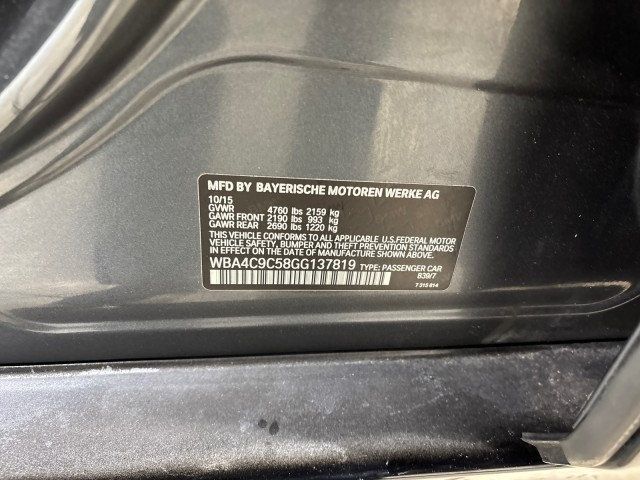 MFD BY BAYERISCHE MOTOREN WERKE AG
10/15
GVWR 4760 lbs 2159 kg
GAWR FRONT 2190 lbs 993 kg
GAWR REAR 2690 lbs 1220 kg
THIS VEHICLE CONFORMS TO ALL APPLICABLE U.S.FEDERAL MOTOR
VEHICLE SAFETY, BUMPER AND THEFT PREVENTION STANDARDS
IN EFFECT ON THE DATE OF MANUFACTURE SHOWN ABOVE.
WBA4C9C58GG137819 TYPE: PASSENGER CAR
839/7
7 315 814